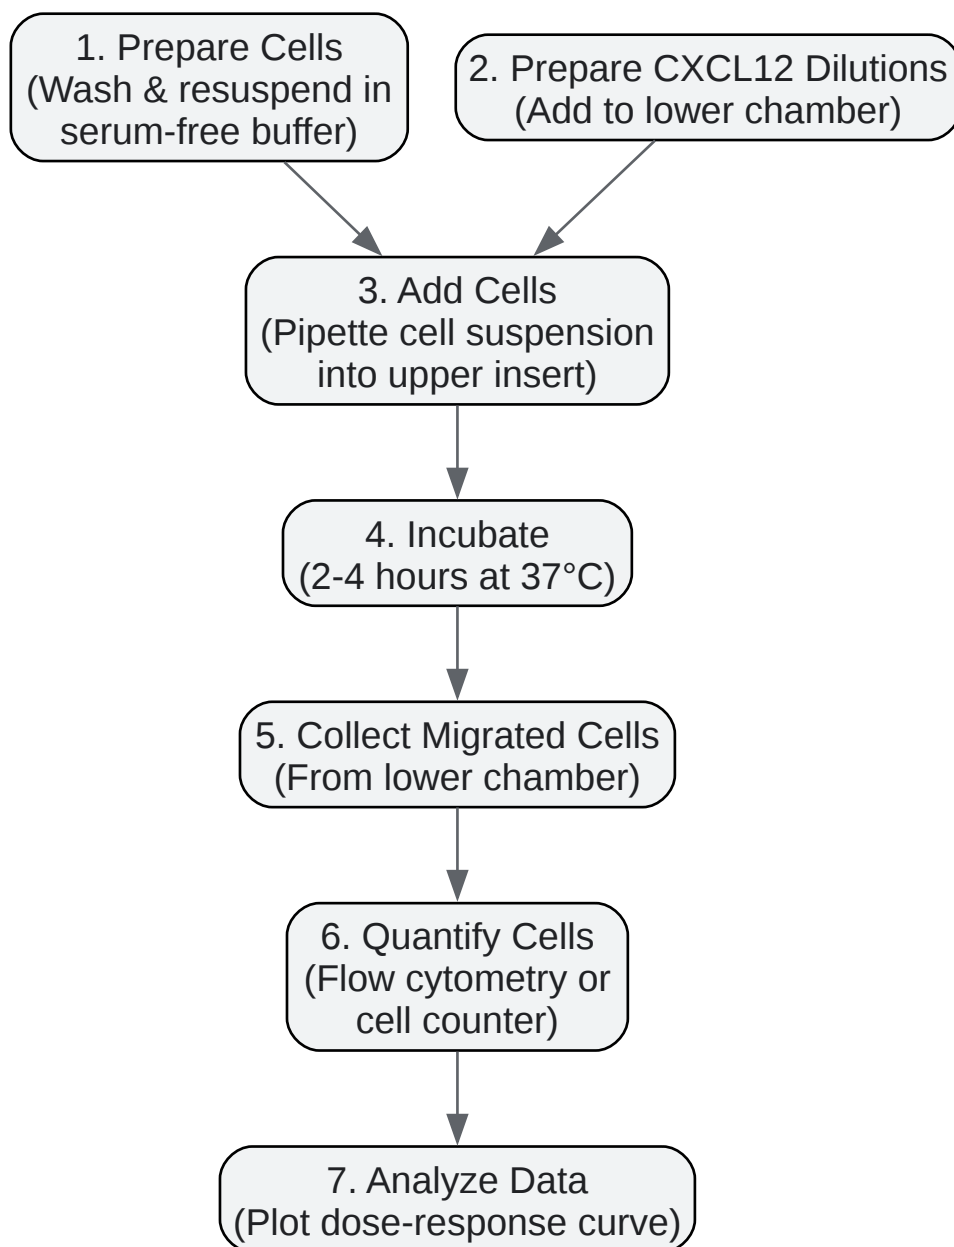 1. Prepare Cells
(Wash & resuspend in
serum-free buffer)
2. Prepare CXCL12 Dilutions
(Add to lower chamber)
3. Add Cells
(Pipette cell suspension
into upper insert)
4. Incubate
(2-4 hours at 37°C)
5. Collect Migrated Cells
(From lower chamber)
6. Quantify Cells
(Flow cytometry or
cell counter)
7. Analyze Data
(Plot dose-response curve)